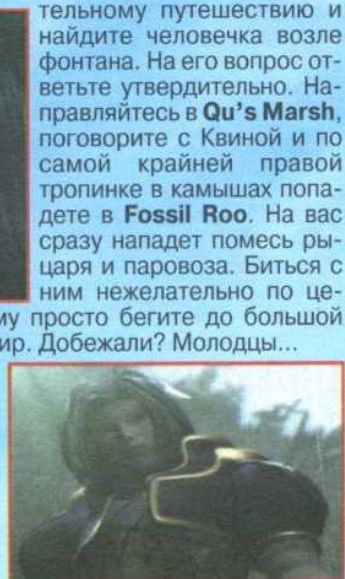 тельному путешествию и
найдите человечка возле
фонтана. На его вопрос от-
ветьте утвердительно. На-
правляйтесь в Qu's Marsh,
поговорите с Квиной и по
самой крайней правой
тропинке в камышах попа-
дете в Fossil Roo. На вас
сразу нападет помесь ры-
царя и паровоза. Биться с
ним нежелательно по це-
му просто бегите до большой
ир. Добежали? Молодцы...